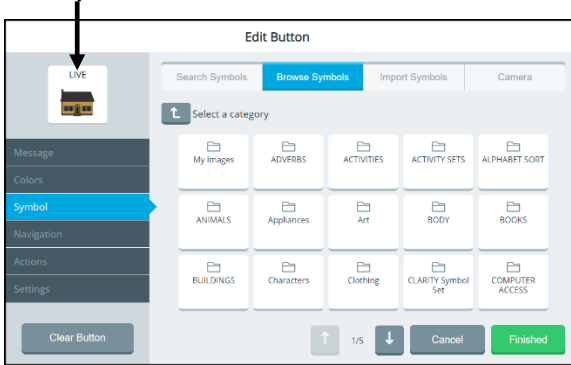 Edit Button
LIVE
Search Symbols
Browse Symbols
Import Symbols
Camera
Select a category
Message
Colors
Symbol
Navigation
Actions
Settings
My Images
ADVERBS
ACTIVITIES
ACTIVITY SETS
ALPHABET SORT
ANIMALS
Appliances
Art
BODY
BOOKS
BUILDINGS
Characters
Clothing
CLARITY Symbol
Set
COMPUTER
ACCESS
Clear Button
1/5
Cancel
Finished